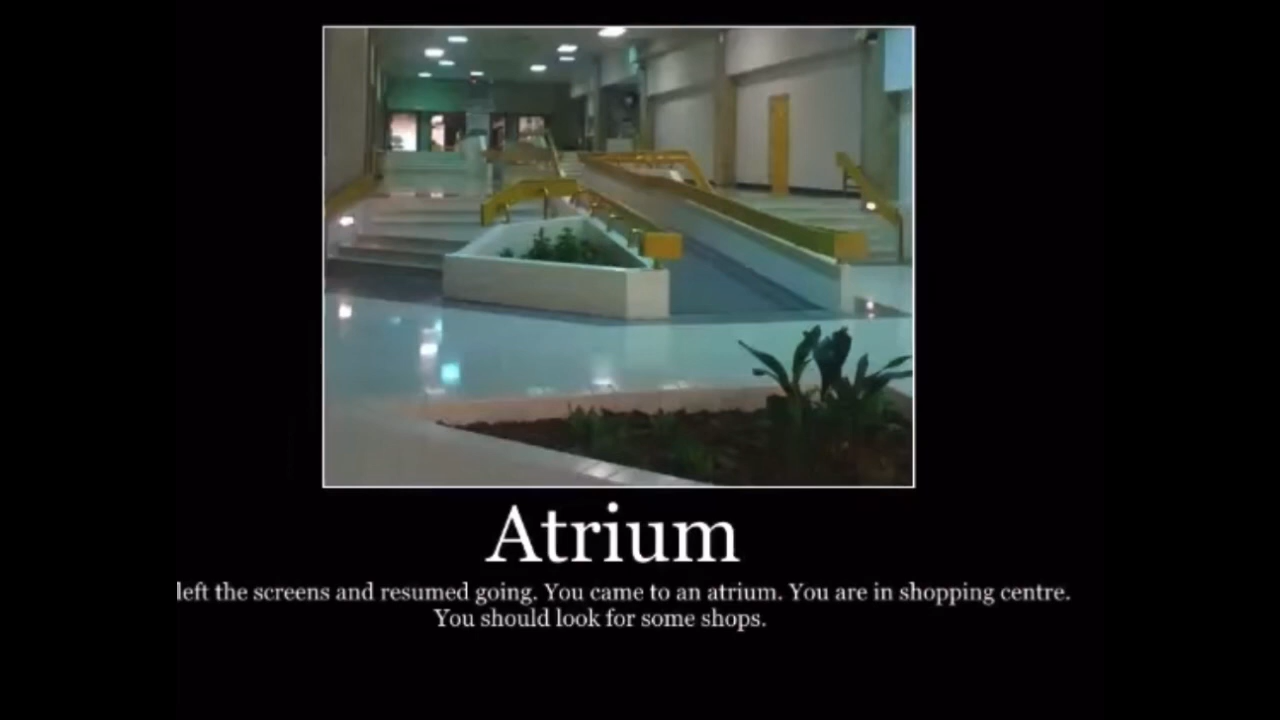 Atrium
left the screens and resumed going. You came to an atrium. You are in shopping centre.
You should look for some shops.